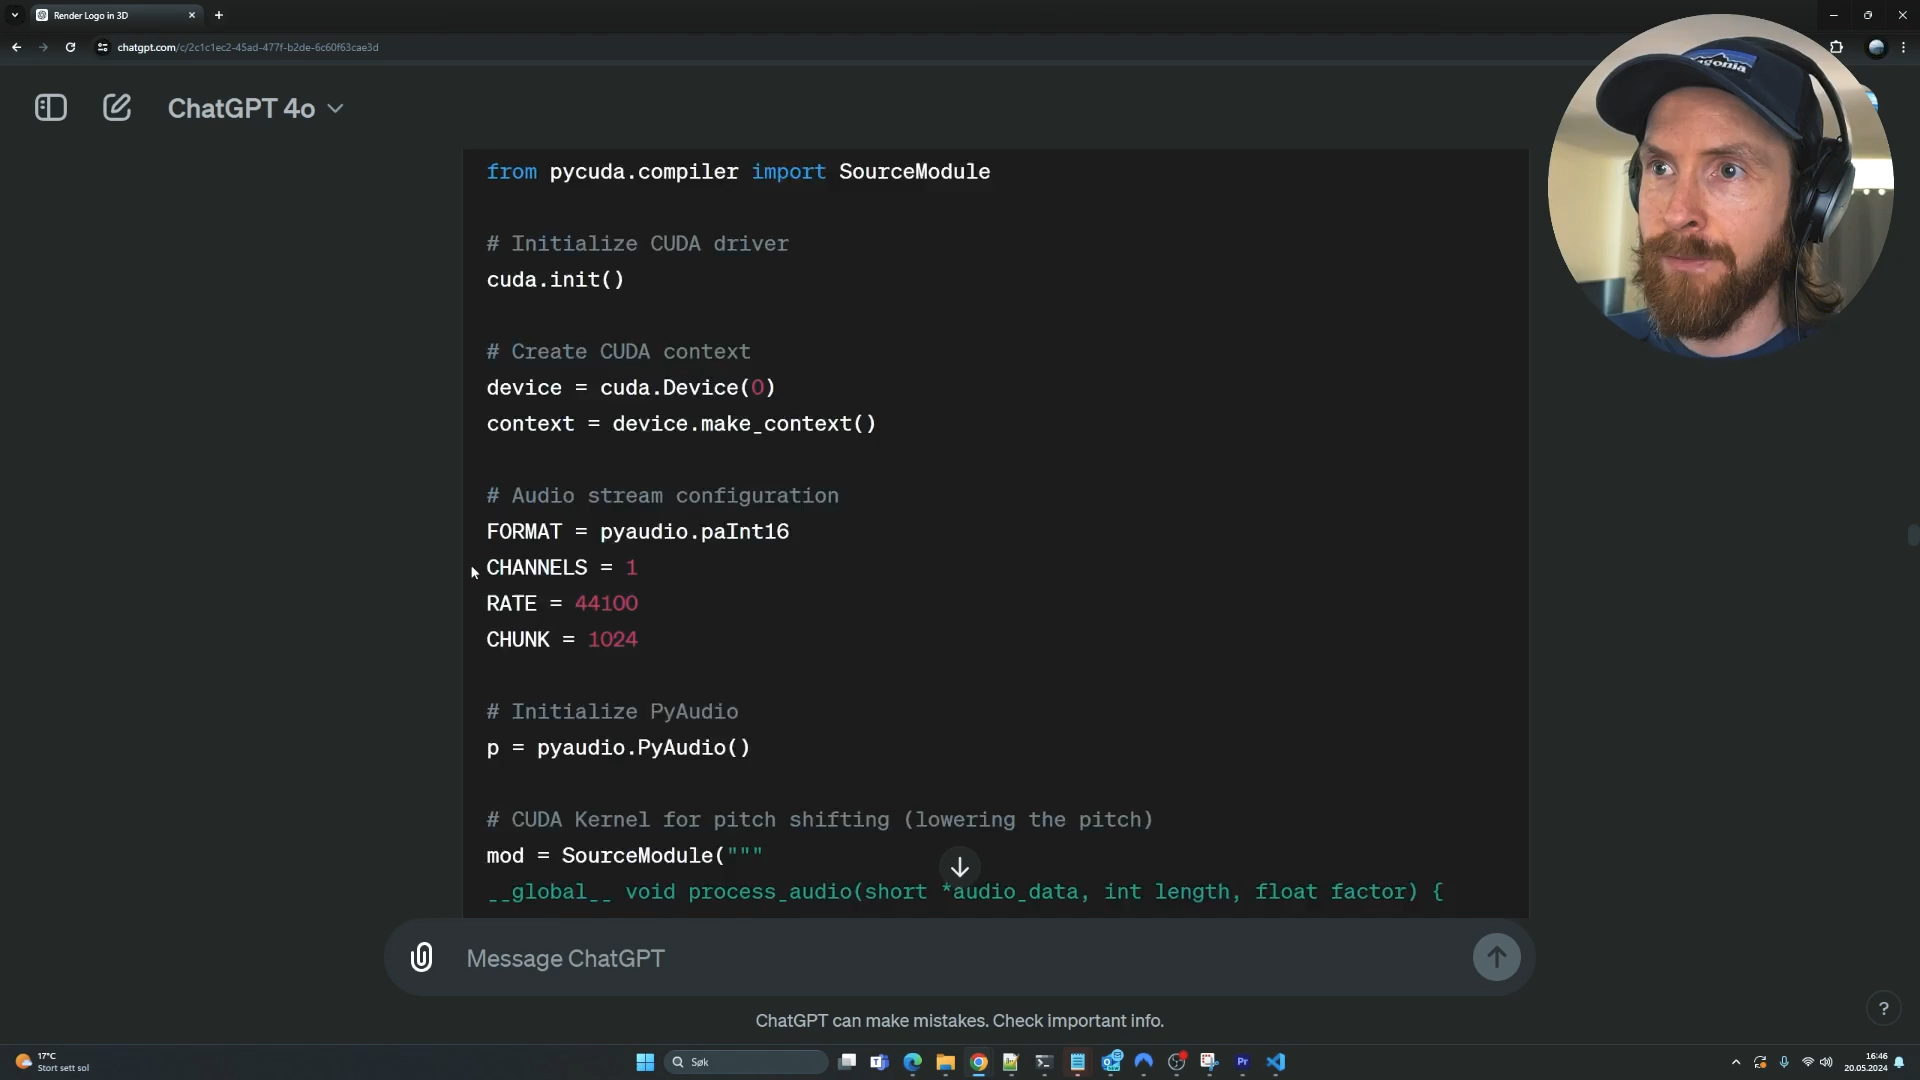 Render Logo in 3D
chatgpt.com/c/2c1c1ec2-45ad-477f-b2de-6c60f63cae3d
ChatGPT 4o
from pycuda.compiler import SourceModule
# Initialize CUDA driver
cuda.init()
# Create CUDA context
device = cuda.Device(0)
context = device.make_context()
# Audio stream configuration
FORMAT = pyaudio.paInt16
CHANNELS = 1
RATE = 44100
CHUNK = 1024
# Initialize PyAudio
p = pyaudio.PyAudio()
# CUDA Kernel for pitch shifting (lowering the pitch)
mod = SourceModule("""
__global__ void process_audio(short *audio_data, int length, float factor) {
Message ChatGPT
ChatGPT can make mistakes. Check important info.
?
17°C
Stort sett sol
Søk
Pr
16:46
20.05.2024